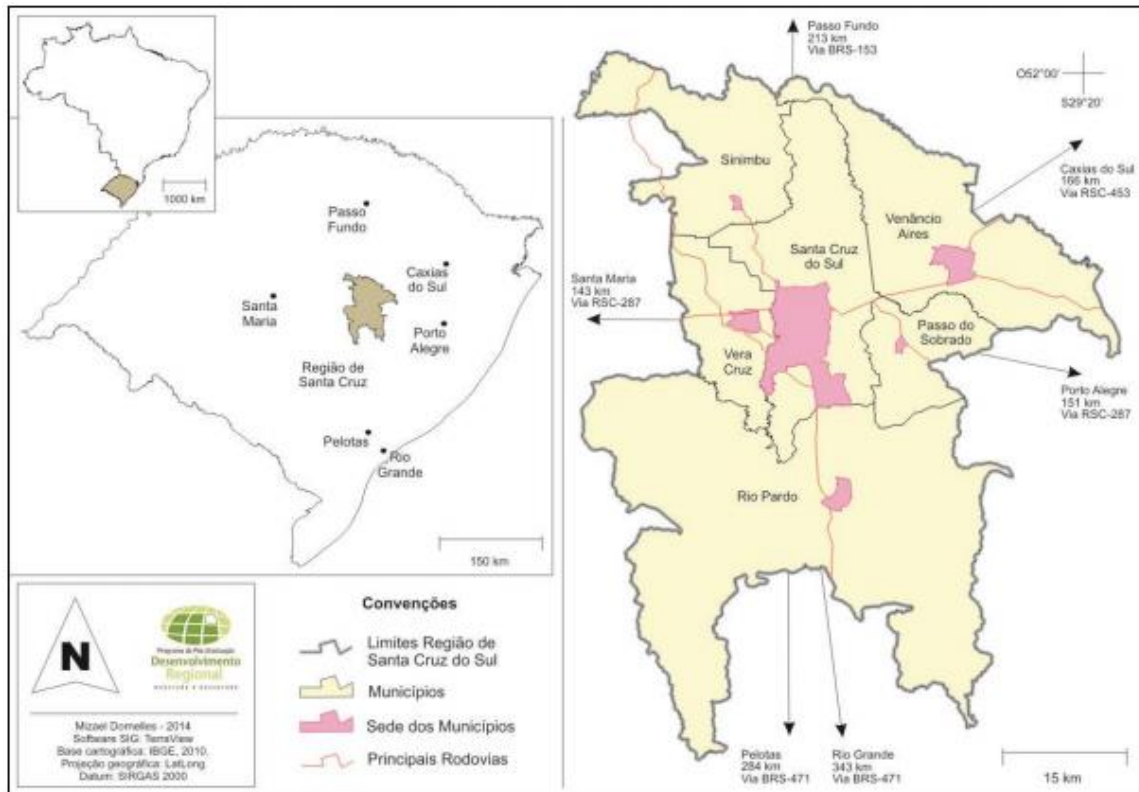 1000 km
Passo
Fundo
Caxias
do Sul
Santa
Maria
Porto
Alegre
Região de
Santa Cruz
Pelotas
Rio
Grande
150 km
N
Programa de Pós-Graduação
Desenvolvimento
Regional
Mizael Dornelles - 2014
Software SIG: TerraView
Base cartográfica: IBGE, 2010.
Projeção geográfica: LatLong.
Datum: SIRGAS 2000
Convenções
Limites Região de
Santa Cruz do Sul
Municípios
Sede dos Municípios
Principais Rodovias
Passo Fundo
213 km
Via BRS-153
O52°00'
S29°20'
Caxias do Sul
166 km
Via RSC-453
Sinimbu
Venâncio
Aires
Santa Cruz
do Sul
Santa Maria
143 km
Via RSC-287
Passo do
Sobrado
Vera
Cruz
Porto Alegre
151 km
Via RSC-287
Rio Pardo
Pelotas
284 km
Via BRS-471
Rio Grande
343 km
Via BRS-471
15 km